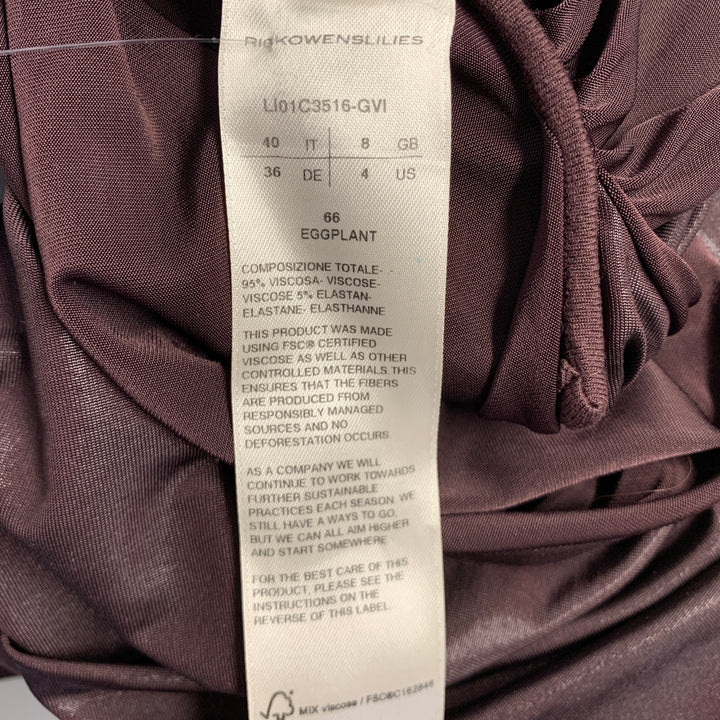 RICKOWENSLILIES
LI01C3516-GVI
40 IT 8 GB
36 DE 4 US
66
EGGPLANT
COMPOSIZIONE TOTALE-
95% VISCOSA- VISCOSE-
VISCOSE 5% ELASTAN-
ELASTANE- ELASTHANNE
THIS PRODUCT WAS MADE
USING FSC® CERTIFIED
VISCOSE AS WELL AS OTHER
CONTROLLED MATERIALS.THIS
ENSURES THAT THE FIBERS
ARE PRODUCED FROM
RESPONSIBLY MANAGED
SOURCES AND NO
DEFORESTATION OCCURS.
AS A COMPANY WE WILL
CONTINUE TO WORK TOWARDS
FURTHER SUSTAINABLE
PRACTICES EACH SEASON. WE
STILL HAVE A WAYS TO GO,
BUT WE CAN ALL AIM HIGHER
AND START SOMEWHERE.
FOR THE BEST CARE OF THIS
PRODUCT, PLEASE SEE THE
INSTRUCTIONS ON THE
REVERSE OF THIS LABEL.
MIX viscose / FSC®C162846